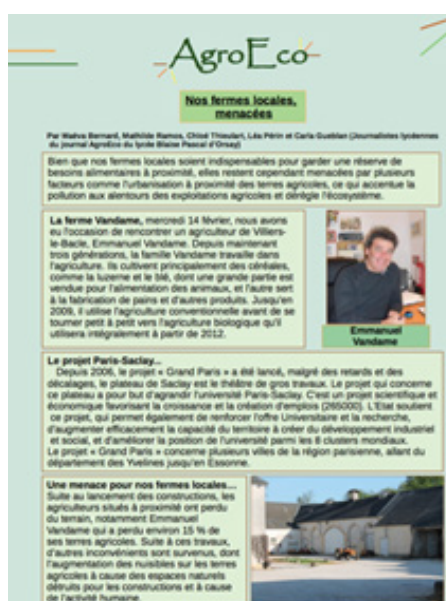 AgroEco
Nos fermes locales,
menacées
Par Maëva Bernard, Mathilde Ramos, Chloé Thieulart, Léa Périn et Carla Gueblan (Journalistes lycéennes
du journal AgroEco du lycée Blaise Pascal d'Orsay)
Bien que nos fermes locales soient indispensables pour garder une réserve de
besoins alimentaires à proximité, elles restent cependant menacées par plusieurs
facteurs comme l'urbanisation à proximité des terres agricoles, ce qui accentue la
pollution aux alentours des exploitations agricoles et dérègle l'écosystème.
La ferme Vandame, mercredi 14 février, nous avons
eu l'occasion de rencontrer un agriculteur de Villiers-
le-Bacle, Emmanuel Vandame. Depuis maintenant
trois générations, la famille Vandame travaille dans
l'agriculture. Ils cultivent principalement des céréales,
comme la luzerne et le blé, dont une grande partie est
vendue pour l'alimentation des animaux, et l'autre sert
à la fabrication de pains et d'autres produits. Jusqu'en
2009, il utilise l'agriculture conventionnelle avant de se
tourner petit à petit vers l'agriculture biologique qu'il
utilisera intégralement à partir de 2012.
Emmanuel
Vandame
Le projet Paris-Saclay...
Depuis 2006, le projet « Grand Paris » a été lancé, malgré des retards et des
décalages, le plateau de Saclay est le théâtre de gros travaux. Le projet qui concerne
ce plateau a pour but d'agrandir l'université Paris-Saclay. C'est un projet scientifique et
économique favorisant la croissance et la création d'emplois (265000). L'Etat soutient
ce projet, qui permet également de renforcer l'offre Universitaire et la recherche,
d'augmenter efficacement la capacité du territoire à créer du développement industriel
et social, et d'améliorer la position de l'université parmi les 8 clusters mondiaux.
Le projet « Grand Paris » concerne plusieurs villes de la région parisienne, allant du
département des Yvelines jusqu'en Essonne.
Une menace pour nos fermes locales...
Suite au lancement des constructions, les
agriculteurs situés à proximité ont perdu
du terrain, notamment Emmanuel
Vandame qui a perdu environ 15 % de
ses terres agricoles. Suite à ces travaux,
d'autres inconvénients sont survenus, dont
l'augmentation des nuisibles sur les terres
agricoles à cause des espaces naturels
détruits pour les constructions et à cause
de l'activité humaine.